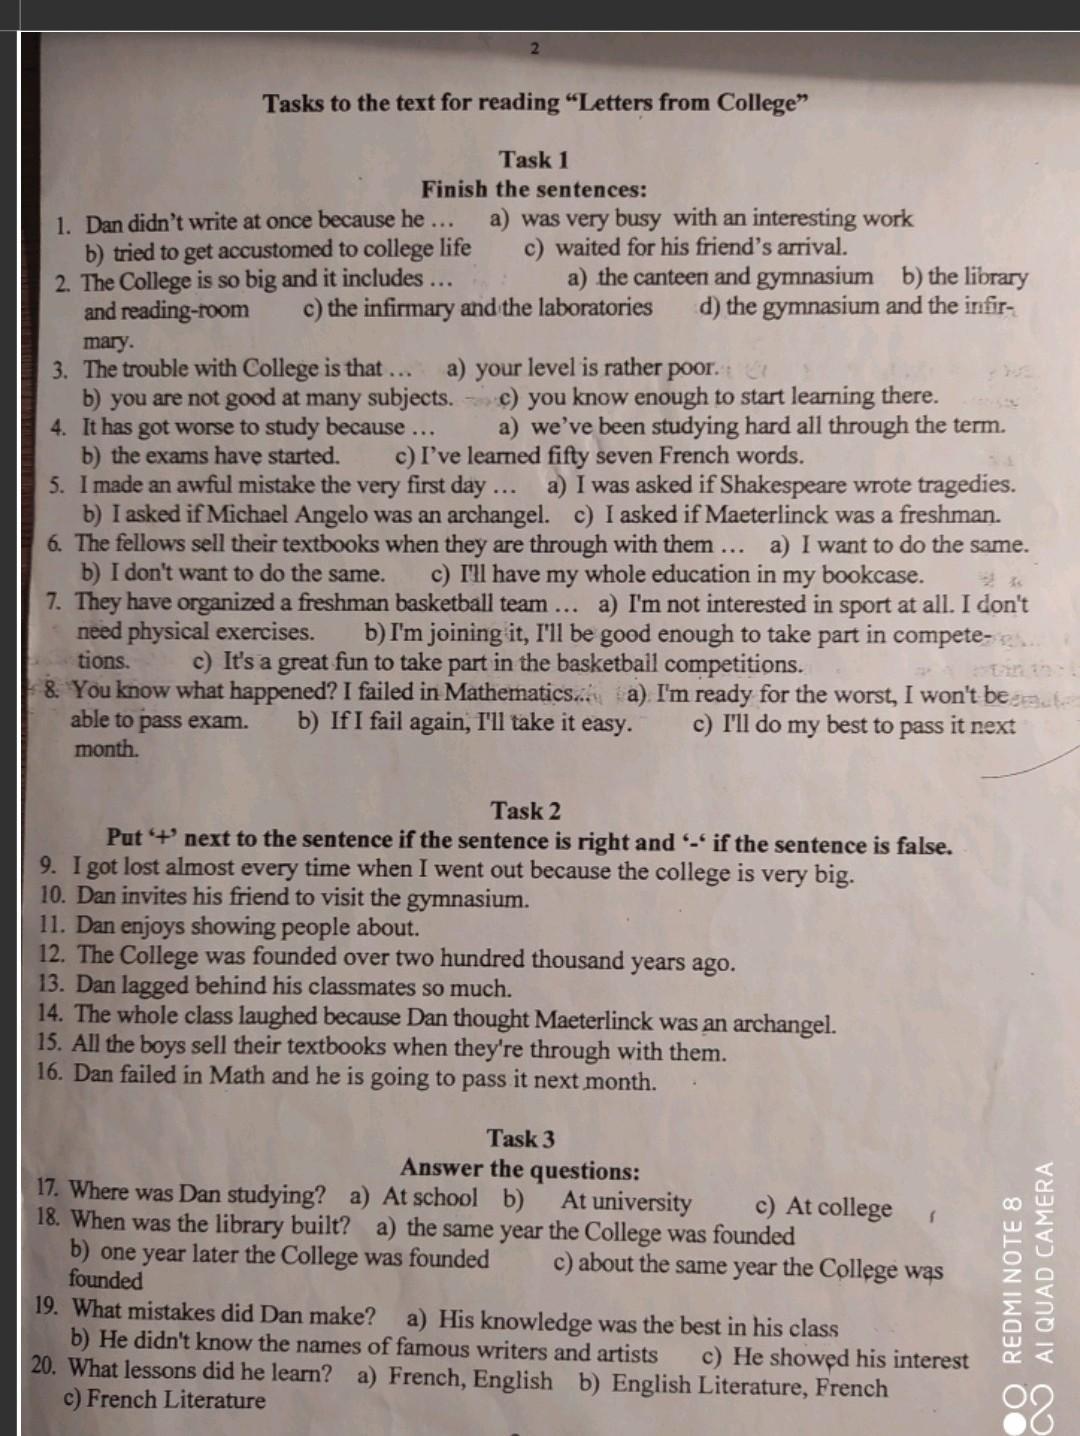 2
Tasks to the text for reading “Letters from College”
Task 1
Finish the sentences:
1. Dan didn’t write at once because he … a) was very busy with an interesting work
b) tried to get accustomed to college life c) waited for his friend’s arrival.
2. The College is so big and it includes … a) the canteen and gymnasium b) the library
and reading-room c) the infirmary and the laboratories d) the gymnasium and the infir-
mary.
3. The trouble with College is that … a) your level is rather poor.
b) you are not good at many subjects. c) you know enough to start learning there.
4. It has got worse to study because … a) we’ve been studying hard all through the term.
b) the exams have started. c) I’ve learned fifty seven French words.
5. I made an awful mistake the very first day … a) I was asked if Shakespeare wrote tragedies.
b) I asked if Michael Angelo was an archangel. c) I asked if Maeterlinck was a freshman.
6. The fellows sell their textbooks when they are through with them … a) I want to do the same.
b) I don't want to do the same. c) I'll have my whole education in my bookcase.
7. They have organized a freshman basketball team … a) I'm not interested in sport at all. I don't
need physical exercises. b) I'm joining it, I'll be good enough to take part in compete-
tions. c) It's a great fun to take part in the basketball competitions.
8. You know what happened? I failed in Mathematics… a) I'm ready for the worst, I won't be
able to pass exam. b) If I fail again, I'll take it easy. c) I'll do my best to pass it next
month.
Task 2
Put ‘+’ next to the sentence if the sentence is right and ‘-‘ if the sentence is false.
9. I got lost almost every time when I went out because the college is very big.
10. Dan invites his friend to visit the gymnasium.
11. Dan enjoys showing people about.
12. The College was founded over two hundred thousand years ago.
13. Dan lagged behind his classmates so much.
14. The whole class laughed because Dan thought Maeterlinck was an archangel.
15. All the boys sell their textbooks when they're through with them.
16. Dan failed in Math and he is going to pass it next month.
Task 3
Answer the questions:
17. Where was Dan studying? a) At school b) At university c) At college
18. When was the library built? a) the same year the College was founded
b) one year later the College was founded c) about the same year the College was
founded
19. What mistakes did Dan make? a) His knowledge was the best in his class
b) He didn't know the names of famous writers and artists c) He showed his interest
20. What lessons did he learn? a) French, English b) English Literature, French
c) French Literature
REDMI NOTE 8
AI QUAD CAMERA